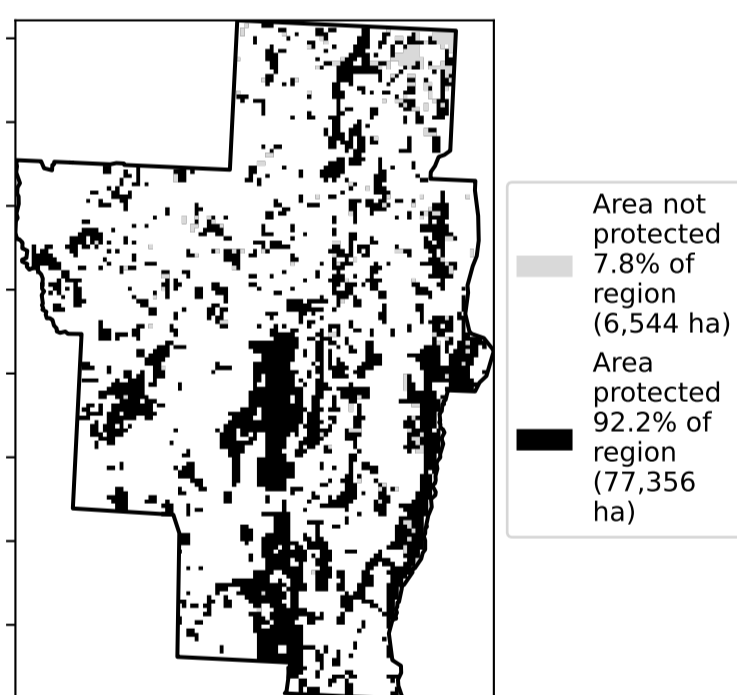 Area not
protected
7.8% of
region
(6,544 ha)
Area
protected
92.2% of
region
(77,356
ha)